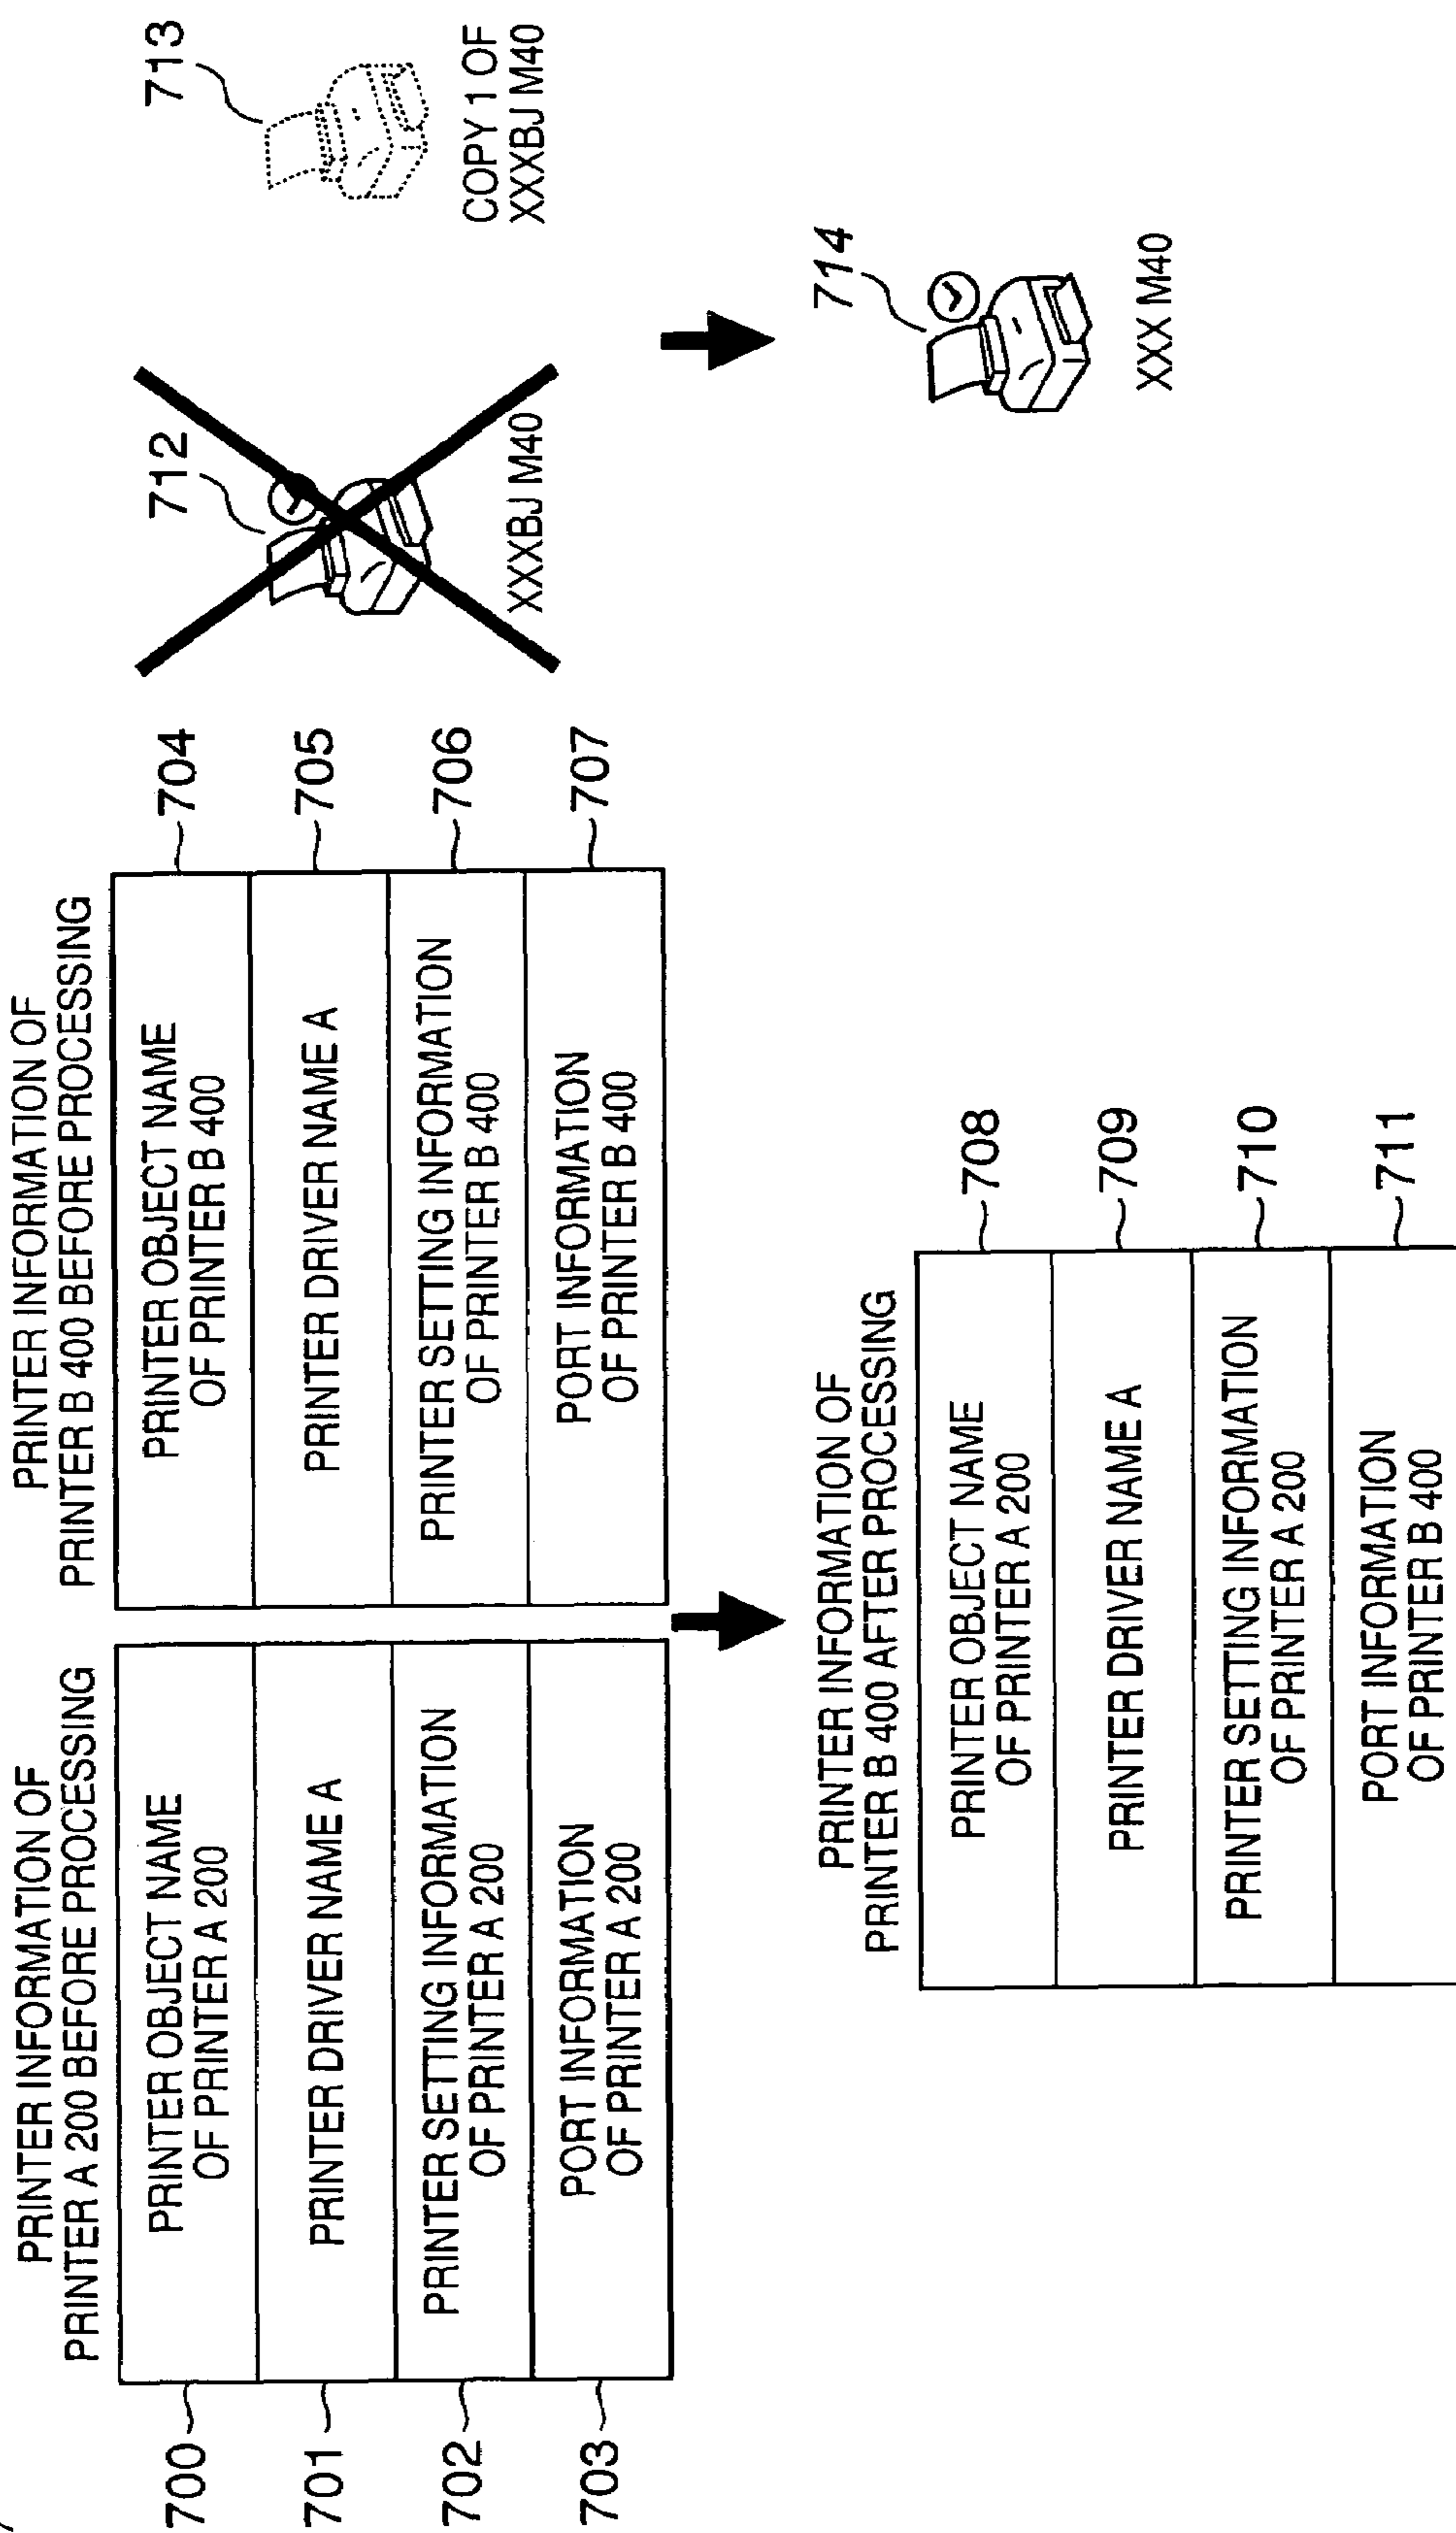 PRINTER INFORMATION OF
PRINTER A 200 BEFORE PROCESSING
700
PRINTER OBJECT NAME
OF PRINTER A 200
701
PRINTER DRIVER NAME A
702
PRINTER SETTING INFORMATION
OF PRINTER A 200
703
PORT INFORMATION
OF PRINTER A 200
PRINTER INFORMATION OF
PRINTER B 400 BEFORE PROCESSING
PRINTER OBJECT NAME
OF PRINTER B 400
704
PRINTER DRIVER NAME A
705
PRINTER SETTING INFORMATION
OF PRINTER B 400
706
PORT INFORMATION
OF PRINTER B 400
707
712
XXXBJ M40
713
COPY 1 OF
XXXBJ M40
PRINTER INFORMATION OF
PRINTER B 400 AFTER PROCESSING
PRINTER OBJECT NAME
OF PRINTER A 200
708
PRINTER DRIVER NAME A
709
PRINTER SETTING INFORMATION
OF PRINTER A 200
710
PORT INFORMATION
OF PRINTER B 400
711
714
XXX M40